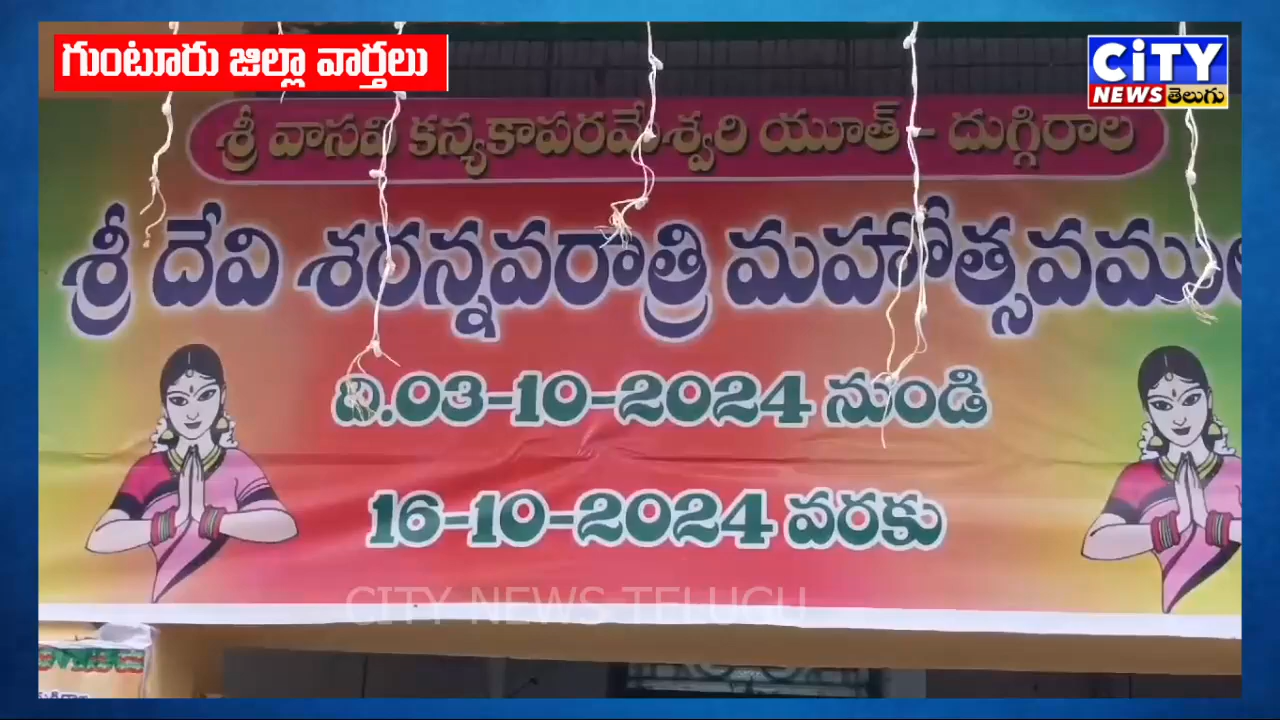 గుంటూరు జిల్లా వార్తలు
CiTY
NEWS తెలుగు
శ్రీ వాసవి కన్యకాపరమేశ్వరి యూత్ - దుగ్గిరాల
శ్రీ దేవి శరన్నవరాత్రి మహోత్సవముల
ది.03-10-2024 నుండి
16-10-2024 వరకు
CITY NEWS TELUGU